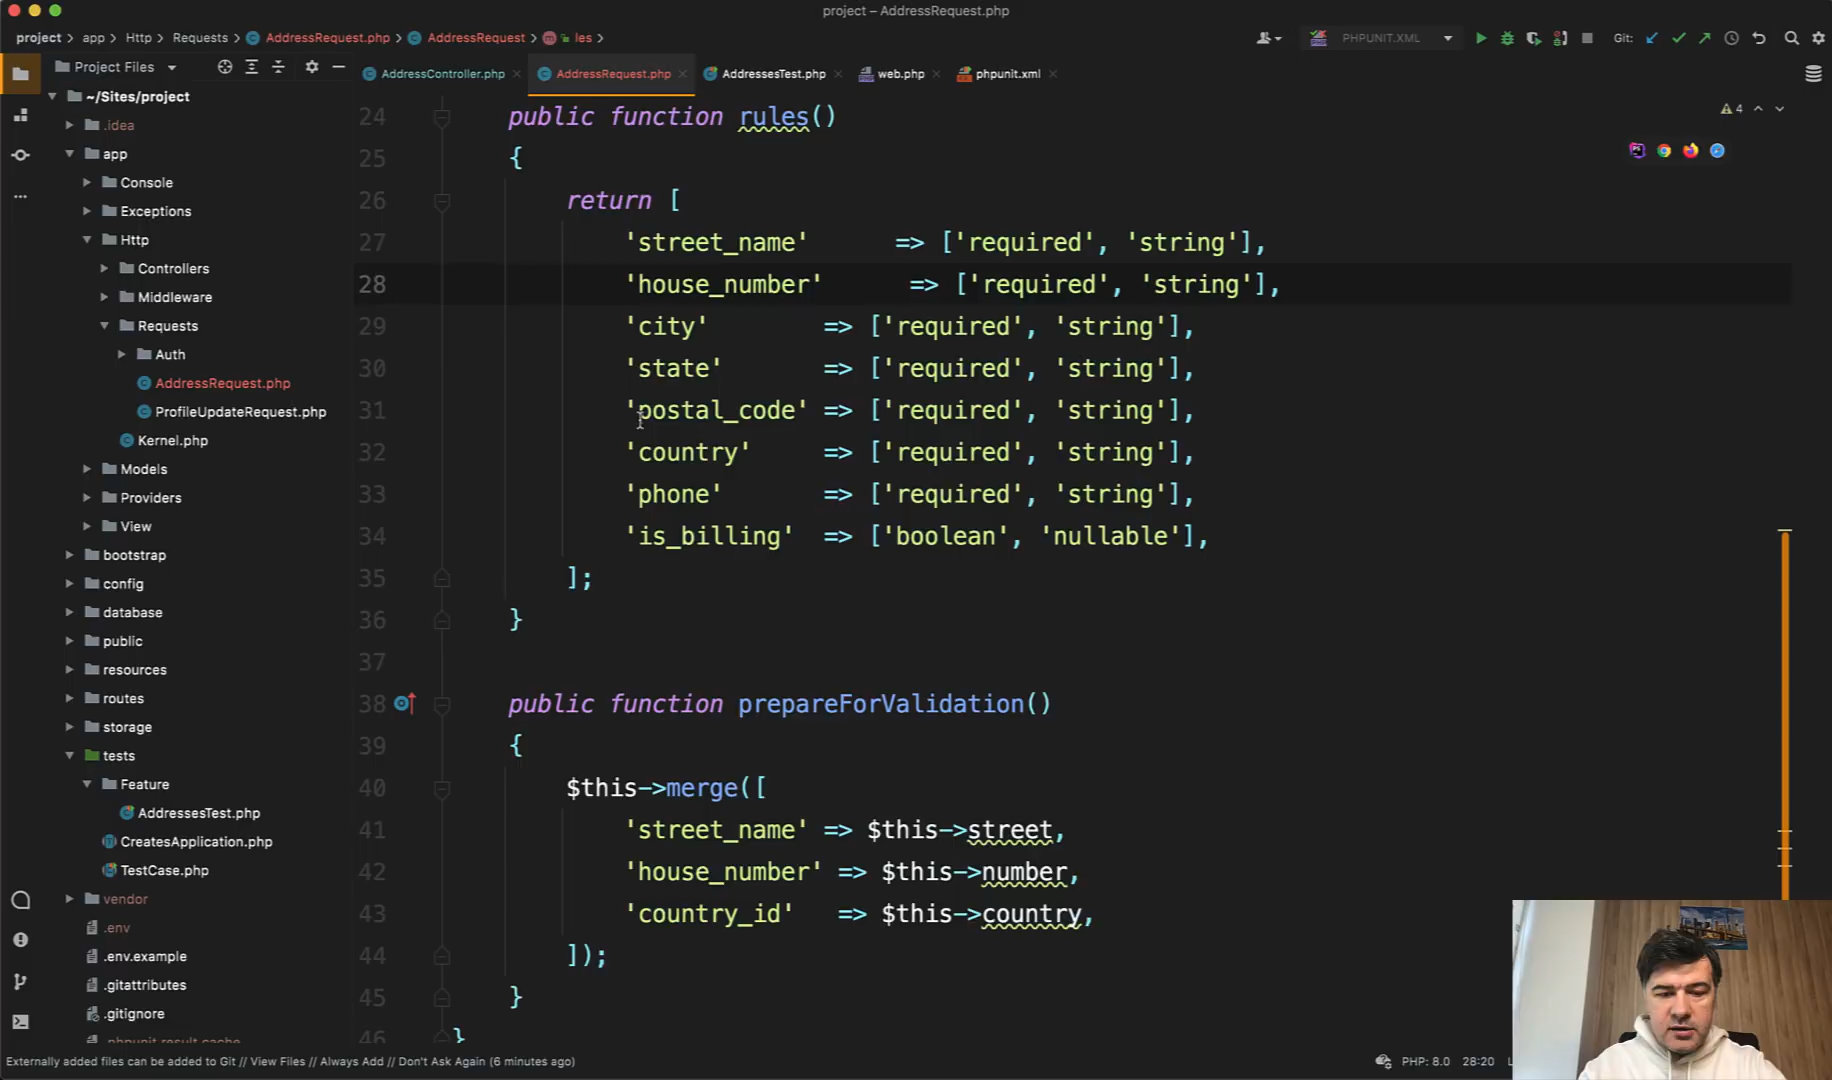 project – AddressRequest.php
project > app > Http > Requests > AddressRequest.php > AddressRequest > les >
PHPUNIT.XML
Git:
Project Files
AddressController.php
AddressRequest.php
AddressesTest.php
web.php
phpunit.xml
~/Sites/project
.idea
app
Console
Exceptions
Http
Controllers
Middleware
Requests
Auth
AddressRequest.php
ProfileUpdateRequest.php
Kernel.php
Models
Providers
View
bootstrap
config
database
public
resources
routes
storage
tests
Feature
AddressesTest.php
CreatesApplication.php
TestCase.php
vendor
.env
.env.example
.gitattributes
.gitignore
.phpunit.result.cache
4
24 public function rules()
25 {
26 return [
27 'street_name' => ['required', 'string'],
28 'house_number' => ['required', 'string'],
29 'city' => ['required', 'string'],
30 'state' => ['required', 'string'],
31 'postal_code' => ['required', 'string'],
32 'country' => ['required', 'string'],
33 'phone' => ['required', 'string'],
34 'is_billing' => ['boolean', 'nullable'],
35 ];
36 }
37
38 public function prepareForValidation()
39 {
40 $this->merge([
41 'street_name' => $this->street,
42 'house_number' => $this->number,
43 'country_id' => $this->country,
44 ]);
45 }
46 }
Externally added files can be added to Git // View Files // Always Add // Don't Ask Again (6 minutes ago)
PHP: 8.0 28:20